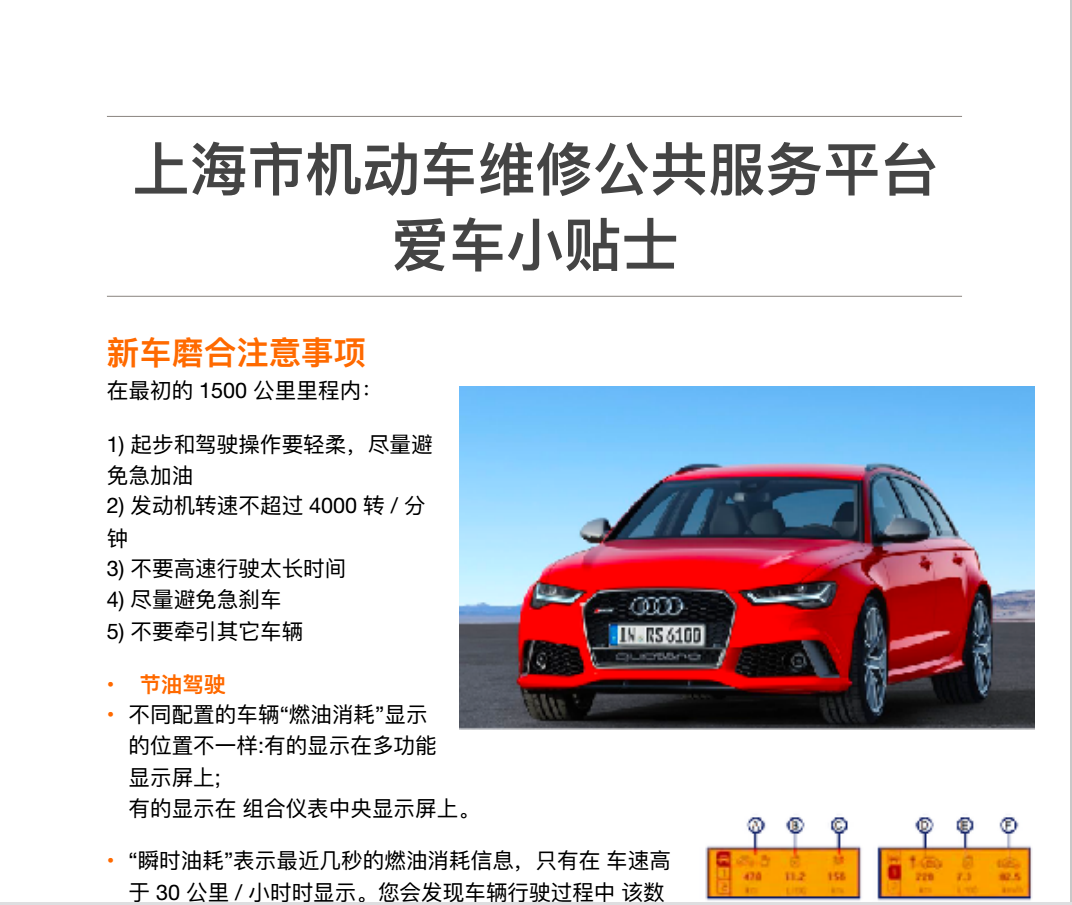 上海市机动车维修公共服务平台
爱车小贴士
新车磨合注意事项
在最初的 1500 公里里程内：
1) 起步和驾驶操作要轻柔，尽量避
免急加油
2) 发动机转速不超过 4000 转 / 分
钟
3) 不要高速行驶太长时间
4) 尽量避免急刹车
5) 不要牵引其它车辆
IN RS 6100
quattro
• 节油驾驶
• 不同配置的车辆“燃油消耗”显示
的位置不一样:有的显示在多功能
显示屏上;
有的显示在 组合仪表中央显示屏上。
A B C D E F
• “瞬时油耗”表示最近几秒的燃油消耗信息，只有在 车速高
于 30 公里 / 小时时显示。您会发现车辆行驶过程中 该数
470 11.2 156
220 7.3 82.5